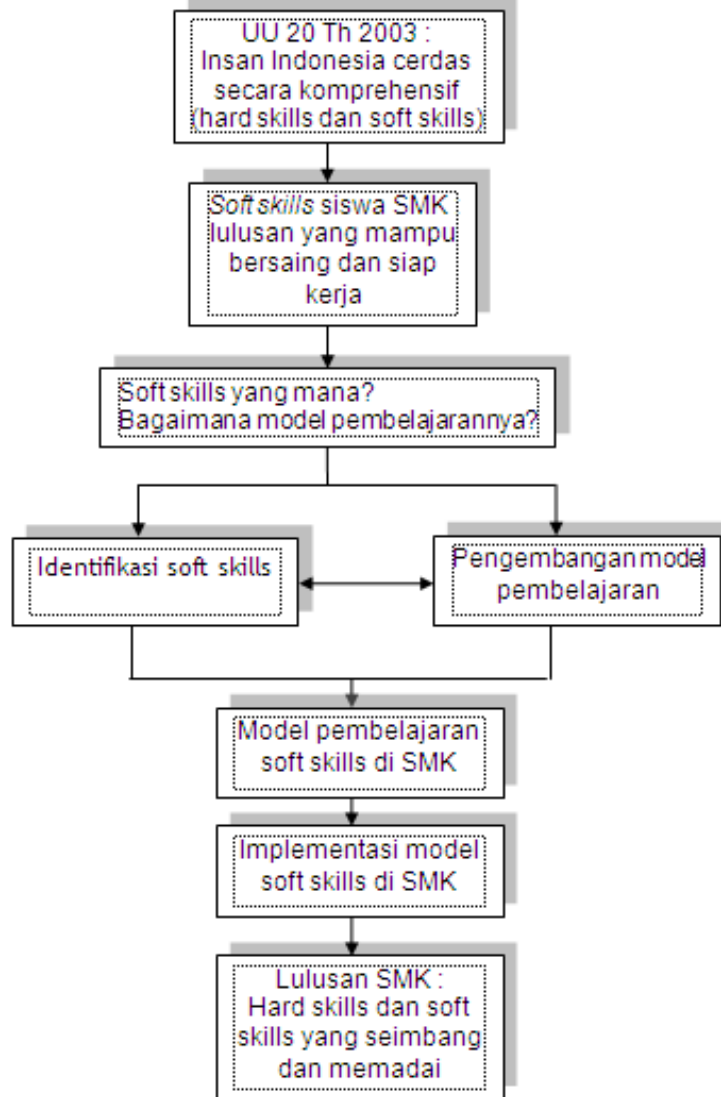 UU 20 Th 2003 :
Insan Indonesia cerdas
secara komprehensif
(hard skills dan soft skills)
Soft skills siswa SMK
lulusan yang mampu
bersaing dan siap
kerja
Soft skills yang mana?
Bagaimana model pembelajarannya?
Identifikasi soft skills
Pengembangan model
pembelajaran
Model pembelajaran
soft skills di SMK
Implementasi model
soft skills di SMK
Lulusan SMK :
Hard skills dan soft
skills yang seimbang
dan memadai